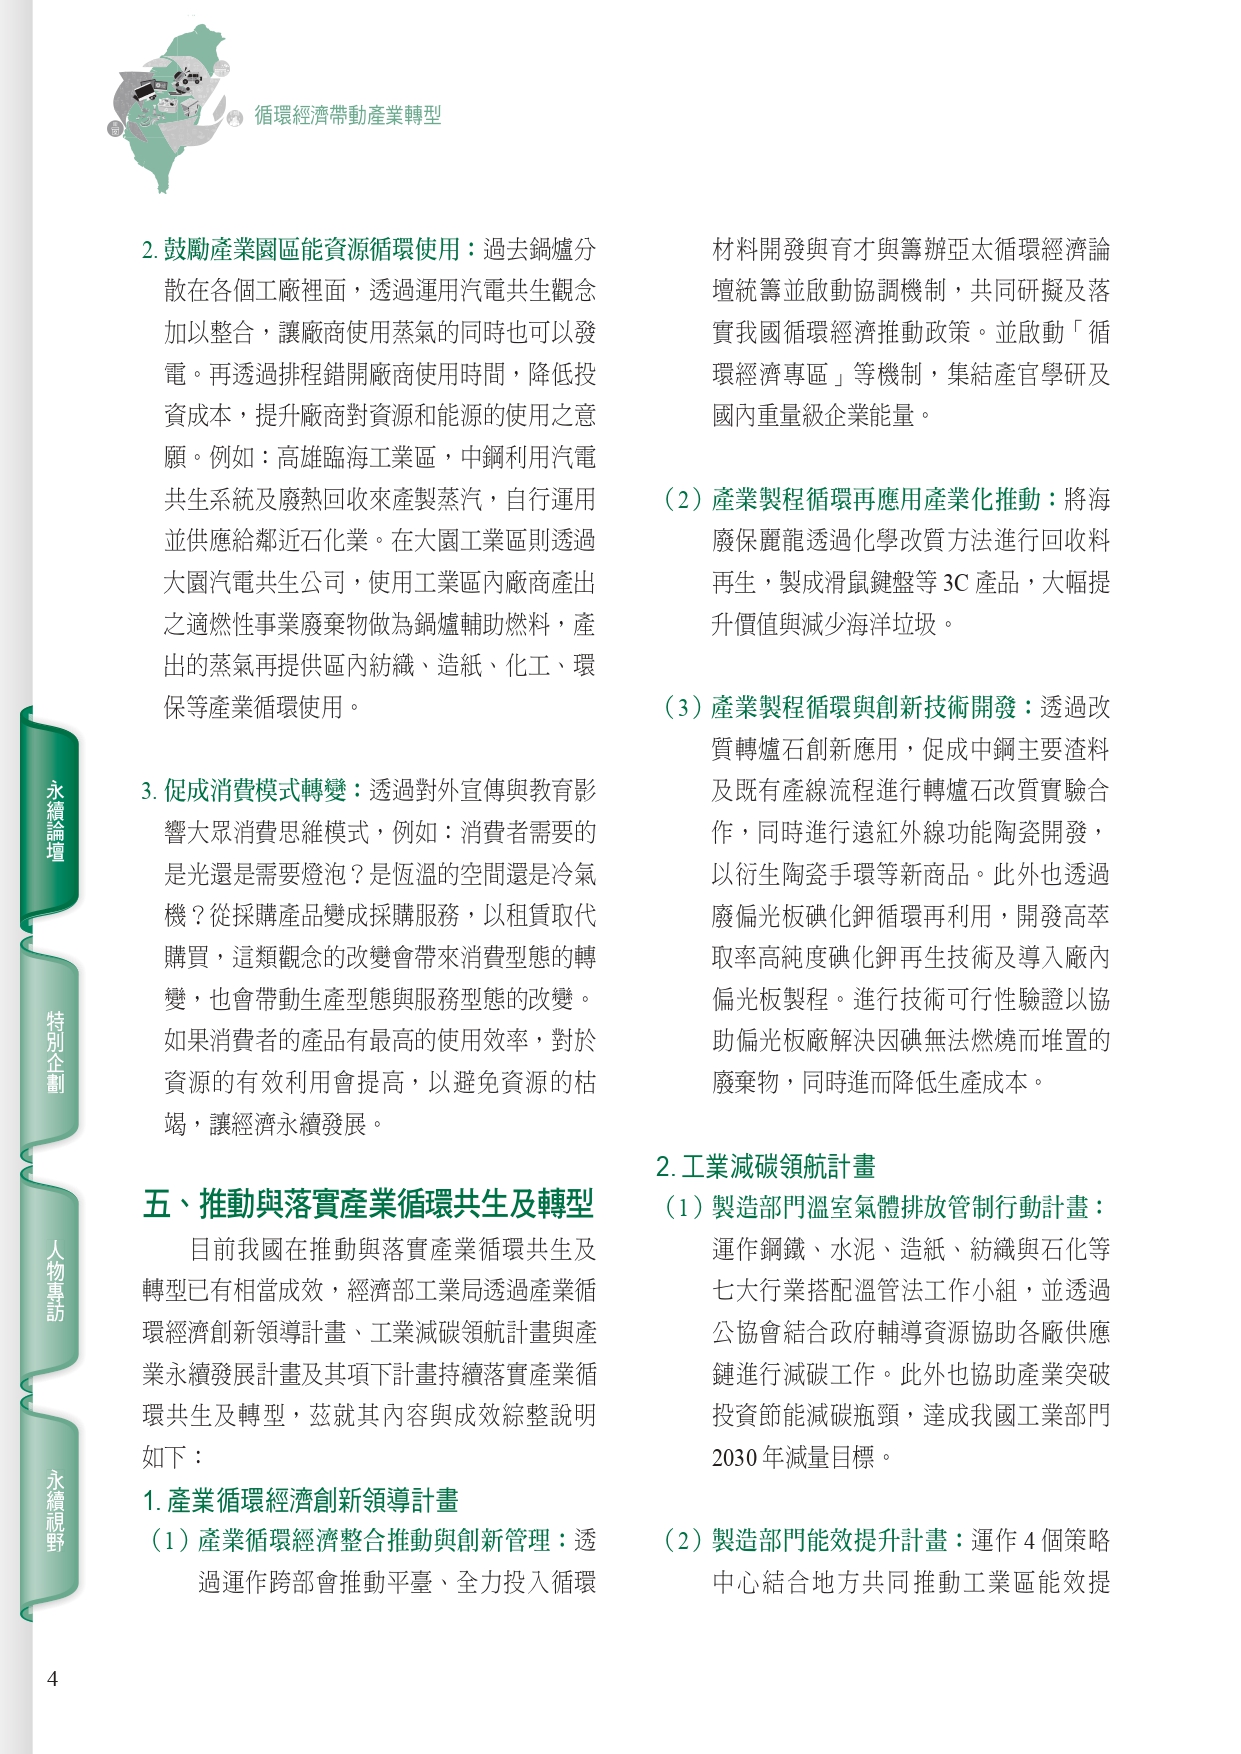 循環經濟帶動產業轉型
2. 鼓勵產業園區能資源循環使用：過去鍋爐分
散在各個工廠裡面，透過運用汽電共生觀念
加以整合，讓廠商使用蒸氣的同時也可以發
電。再透過排程錯開廠商使用時間，降低投
資成本，提升廠商對資源和能源的使用之意
願。例如：高雄臨海工業區，中鋼利用汽電
共生系統及廢熱回收來產製蒸汽，自行運用
並供應給鄰近石化業。在大園工業區則透過
大園汽電共生公司，使用工業區內廠商產出
之適燃性事業廢棄物做為鍋爐輔助燃料，產
出的蒸氣再提供區內紡織、造紙、化工、環
保等產業循環使用。
3. 促成消費模式轉變：透過對外宣傳與教育影
響大眾消費思維模式，例如：消費者需要的
是光還是需要燈泡？是恆溫的空間還是冷氣
機？從採購產品變成採購服務，以租賃取代
購買，這類觀念的改變會帶來消費型態的轉
變，也會帶動生產型態與服務型態的改變。
如果消費者的產品有最高的使用效率，對於
資源的有效利用會提高，以避免資源的枯
竭，讓經濟永續發展。
五、推動與落實產業循環共生及轉型
目前我國在推動與落實產業循環共生及
轉型已有相當成效，經濟部工業局透過產業循
環經濟創新領導計畫、工業減碳領航計畫與產
業永續發展計畫及其項下計畫持續落實產業循
環共生及轉型，茲就其內容與成效綜整說明
如下：
1. 產業循環經濟創新領導計畫
（1）產業循環經濟整合推動與創新管理：透
過運作跨部會推動平臺、全力投入循環
材料開發與育才與籌辦亞太循環經濟論
壇統籌並啟動協調機制，共同研擬及落
實我國循環經濟推動政策。並啟動「循
環經濟專區」等機制，集結產官學研及
國內重量級企業能量。
（2）產業製程循環再應用產業化推動：將海
廢保麗龍透過化學改質方法進行回收料
再生，製成滑鼠鍵盤等 3C 產品，大幅提
升價值與減少海洋垃圾。
（3）產業製程循環與創新技術開發：透過改
質轉爐石創新應用，促成中鋼主要渣料
及既有產線流程進行轉爐石改質實驗合
作，同時進行遠紅外線功能陶瓷開發，
以衍生陶瓷手環等新商品。此外也透過
廢偏光板碘化鉀循環再利用，開發高萃
取率高純度碘化鉀再生技術及導入廠內
偏光板製程。進行技術可行性驗證以協
助偏光板廠解決因碘無法燃燒而堆置的
廢棄物，同時進而降低生產成本。
2. 工業減碳領航計畫
（1）製造部門溫室氣體排放管制行動計畫：
運作鋼鐵、水泥、造紙、紡織與石化等
七大行業搭配溫管法工作小組，並透過
公協會結合政府輔導資源協助各廠供應
鏈進行減碳工作。此外也協助產業突破
投資節能減碳瓶頸，達成我國工業部門
2030 年減量目標。
（2）製造部門能效提升計畫：運作 4 個策略
中心結合地方共同推動工業區能效提
永續論壇
特別企劃
人物專訪
永續視野
4